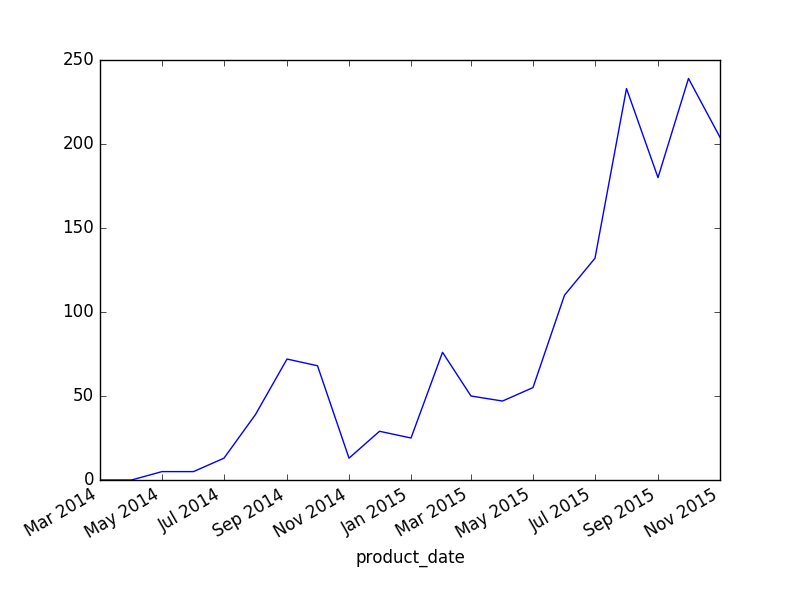 250
200
150
100
50
0
Mar 2014
May 2014
Jul 2014
Sep 2014
Nov 2014
Jan 2015
Mar 2015
May 2015
Jul 2015
Sep 2015
Nov 2015
product_date